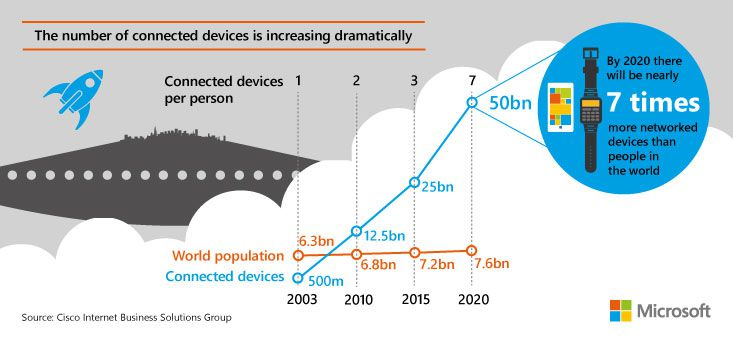 The number of connected devices is increasing dramatically
Connected devices
per person
1
2
3
7
50bn
By 2020 there
will be nearly
7 times
more networked
devices than
people in
the world
25bn
12.5bn
World population
6.3bn
6.8bn
7.2bn
7.6bn
Connected devices
500m
2003
2010
2015
2020
Source: Cisco Internet Business Solutions Group
Microsoft